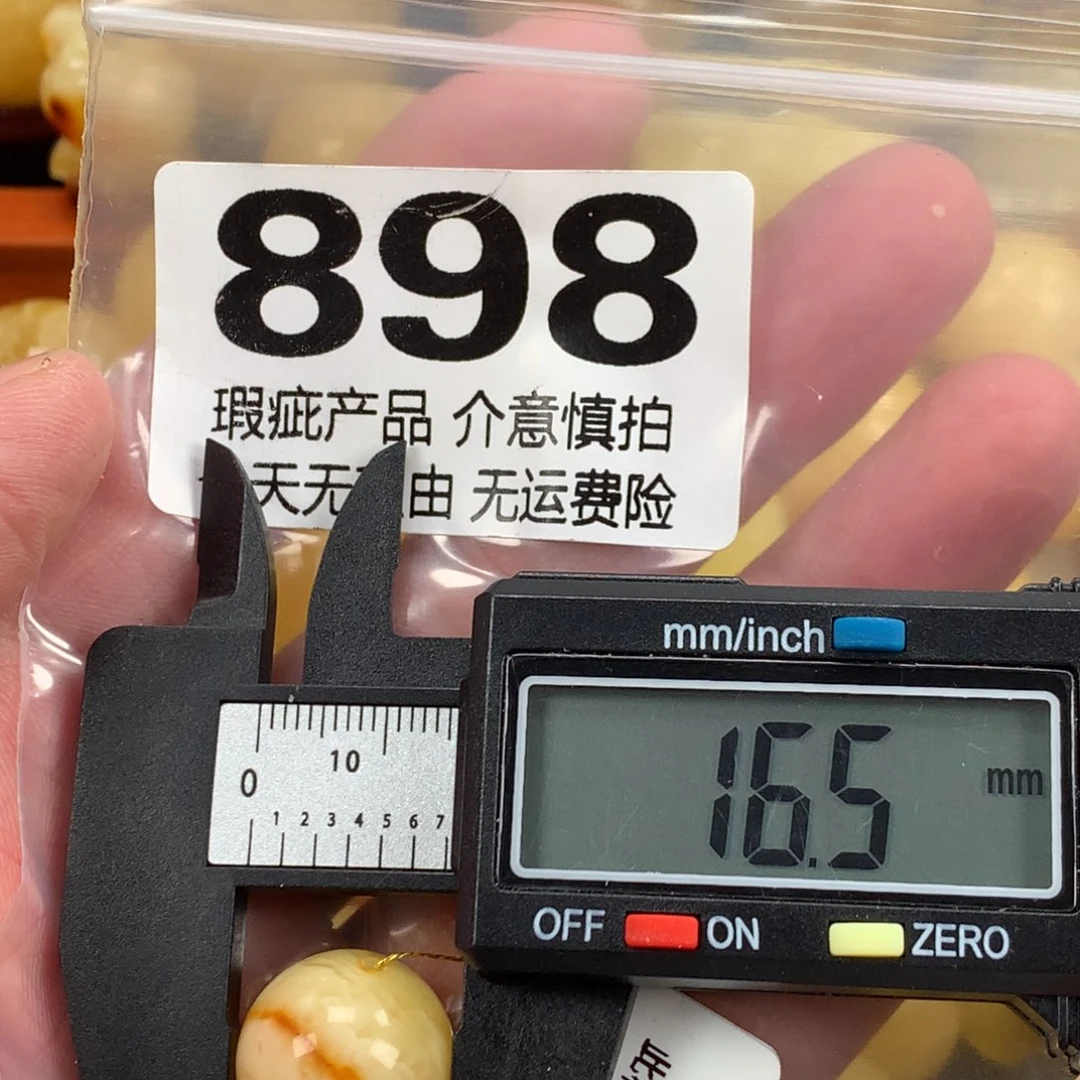 898
瑕疵产品 介意慎拍
天无 由 无运费险
mm/inch
16.5 mm
OFF ON ZERO
0 10
1 2 3 4 5 6 7